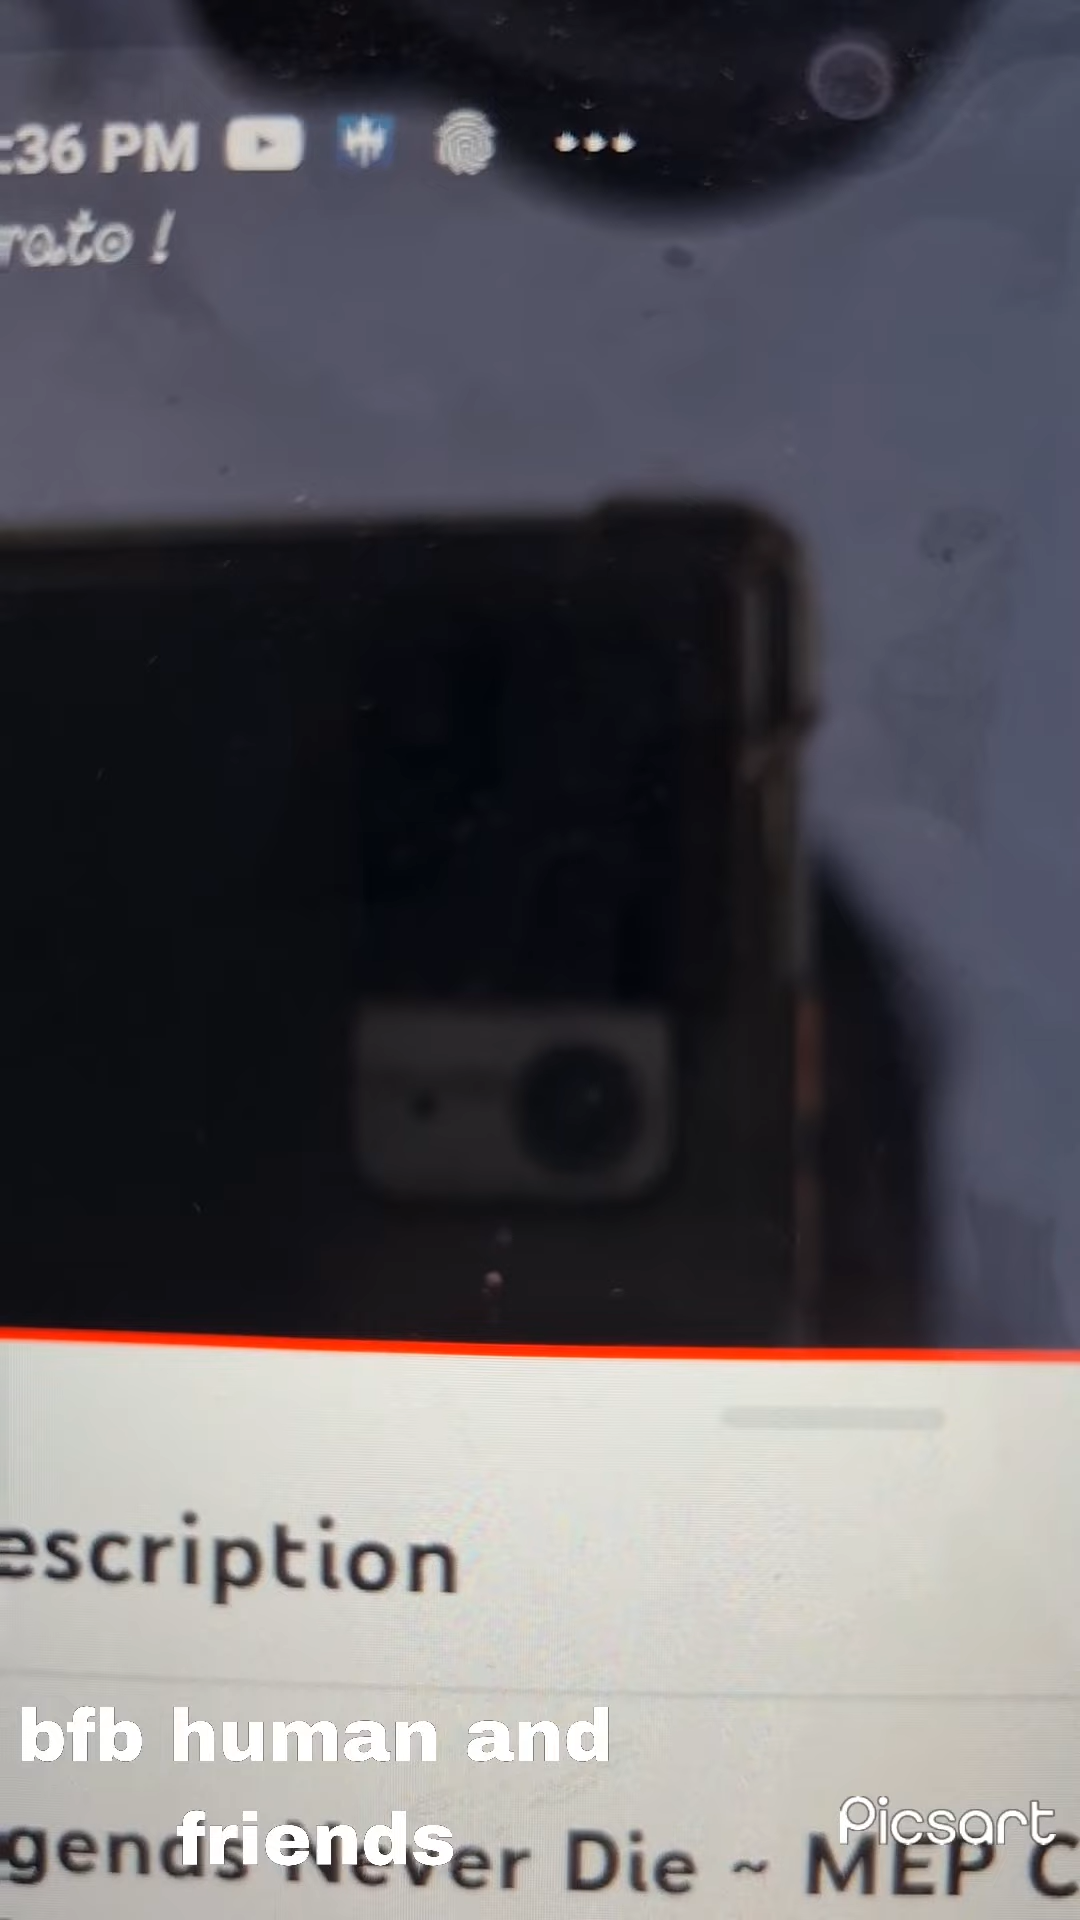 :36 PM
rato !
escription
bfb human and
friends
gends Never Die ~ MEP C
Picsart